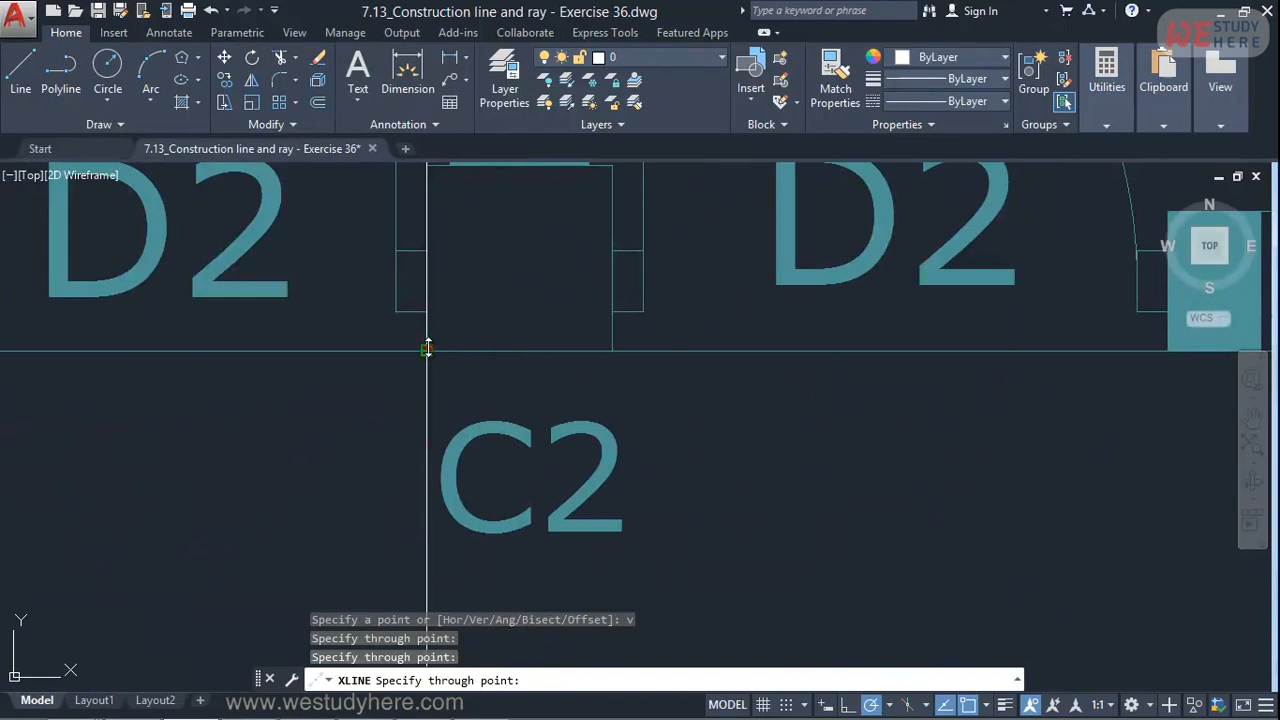 7.13_Construction line and ray - Exercise 36.dwg
Type a keyword or phrase
Sign In
WE STUDY HERE
Home Insert Annotate Parametric View Manage Output Add-ins Collaborate Express Tools Featured Apps
Line Polyline Circle Arc
Text Dimension
Layer Properties
0
Insert
Match Properties
ByLayer
ByLayer
ByLayer
Group
Utilities
Clipboard
View
Draw Modify Annotation Layers Block Properties Groups
Start
7.13_Construction line and ray - Exercise 36*
[−][Top][2D Wireframe]
D2
D2
N
W TOP E
S
WCS
C2
Specify a point or [Hor/Ver/Ang/Bisect/Offset]: v
Specify through point:
Specify through point:
XLINE Specify through point:
Y
X
Model Layout1 Layout2
www.westudyhere.com
MODEL
1:1